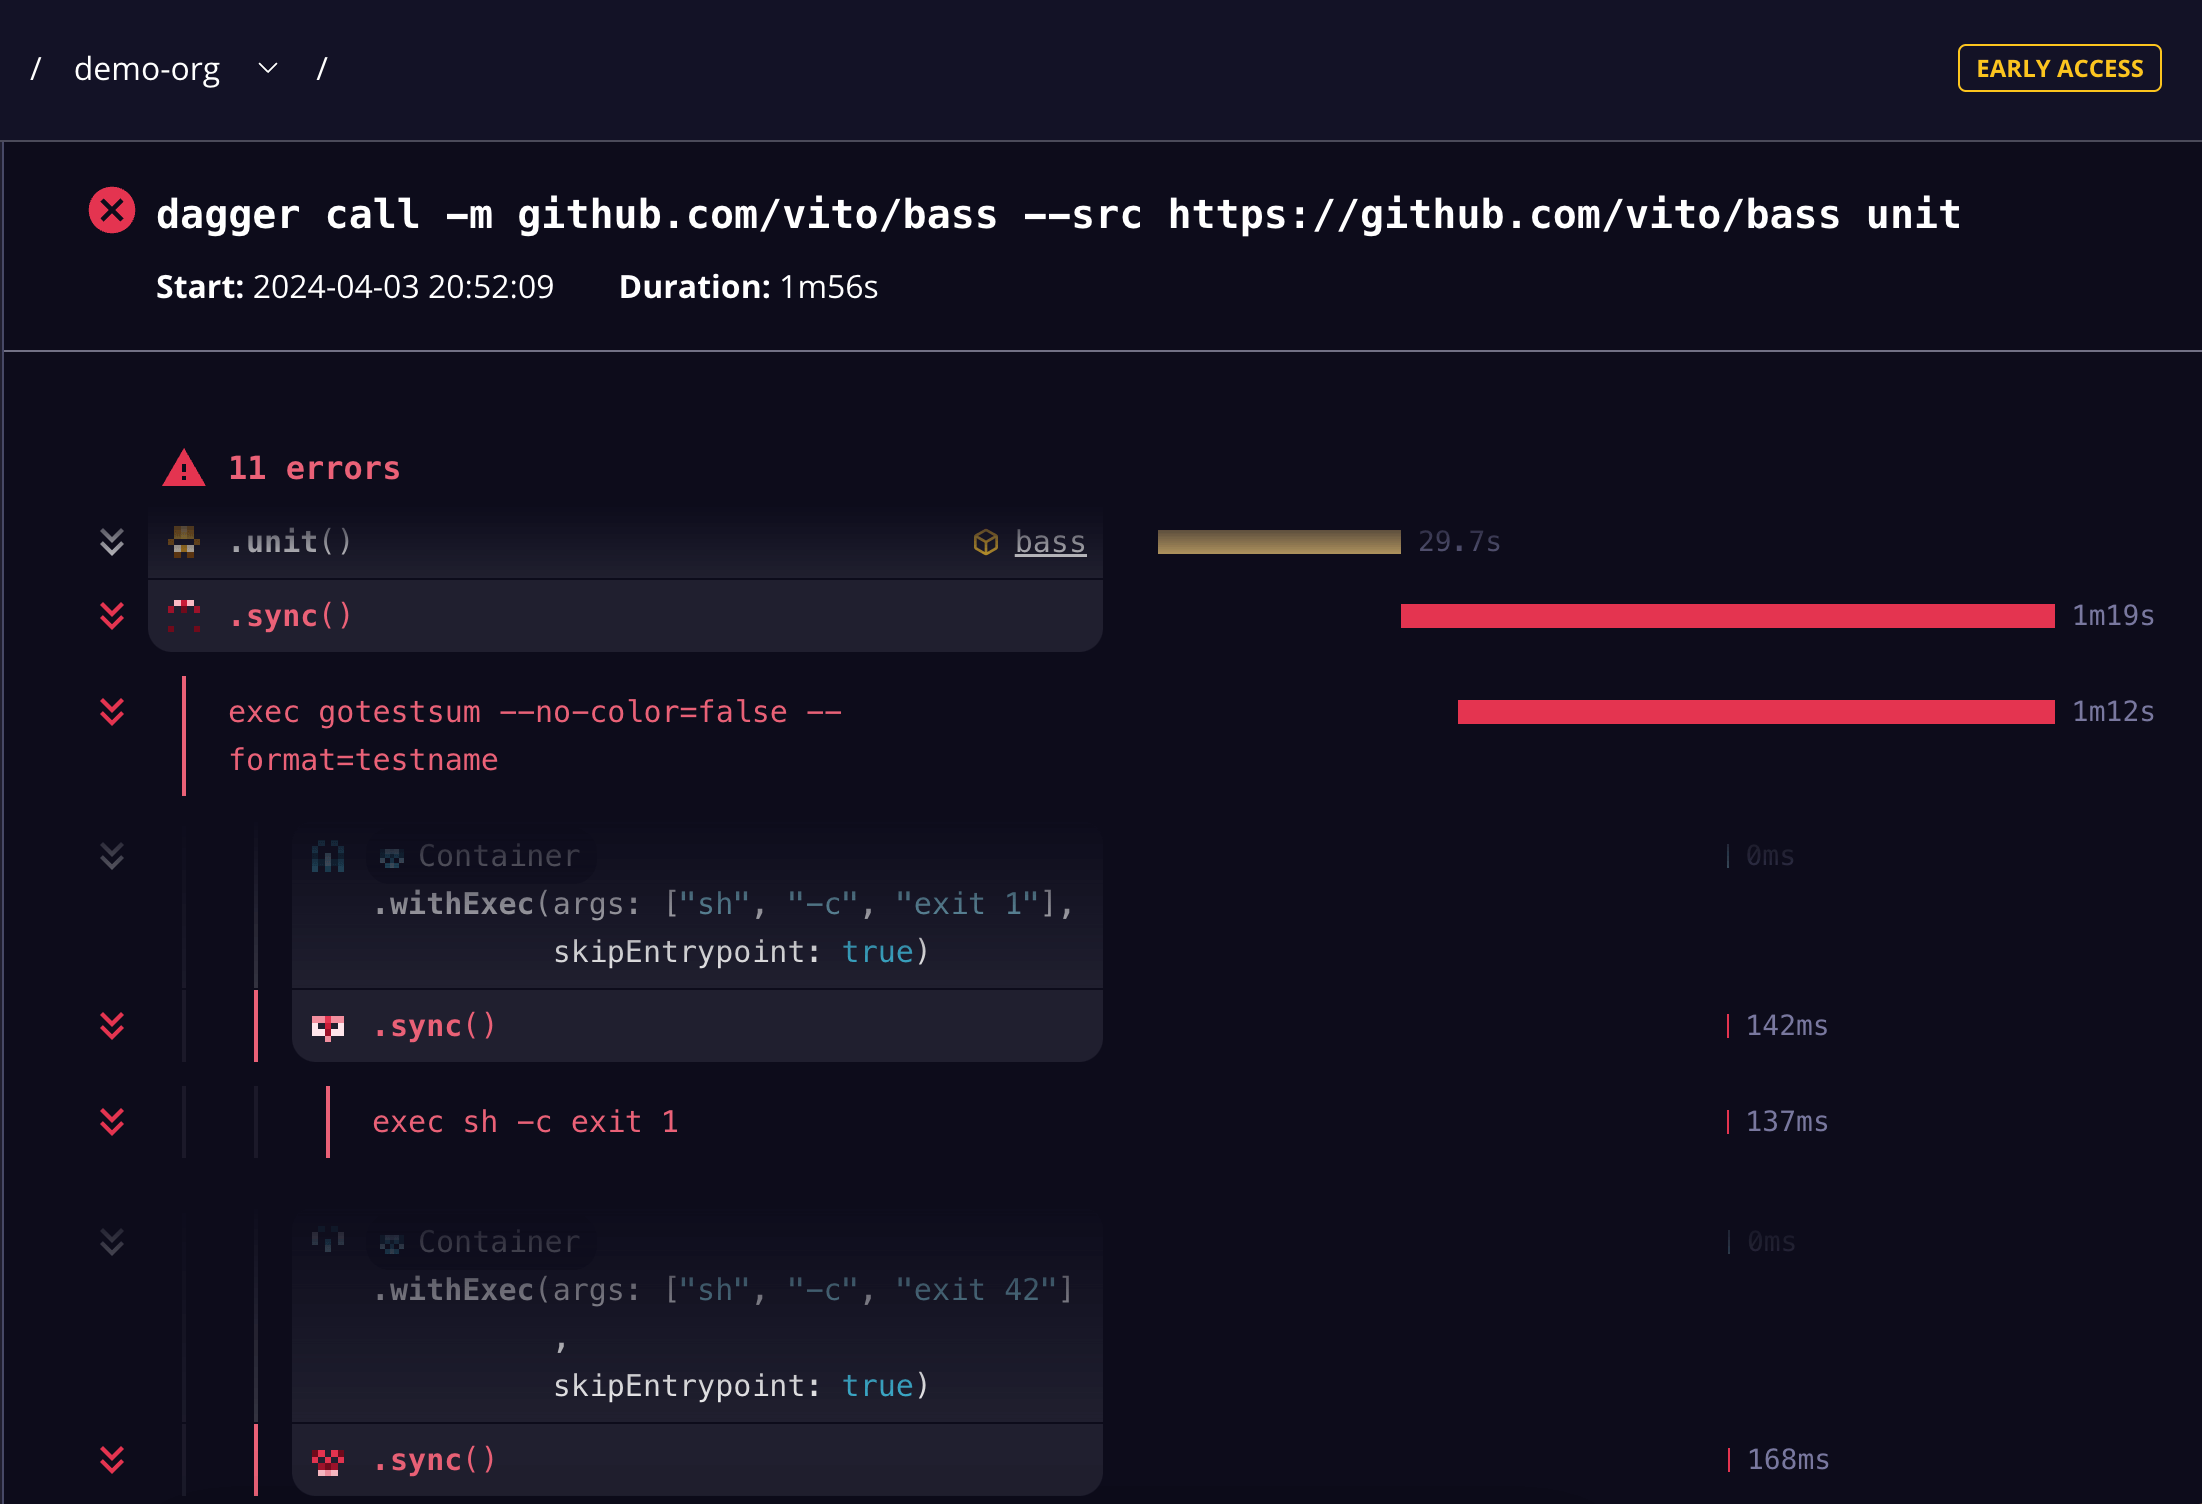 / demo-org /
EARLY ACCESS
dagger call -m github.com/vito/bass --src https://github.com/vito/bass unit
Start: 2024-04-03 20:52:09 Duration: 1m56s
11 errors
.unit() bass 29.7s
.sync() 1m19s
exec gotestsum --no-color=false -- 1m12s
format=testname
Container 0ms
.withExec(args: ["sh", "-c", "exit 1"],
skipEntrypoint: true)
.sync() 142ms
exec sh -c exit 1 137ms
Container 0ms
.withExec(args: ["sh", "-c", "exit 42"]
,
skipEntrypoint: true)
.sync() 168ms